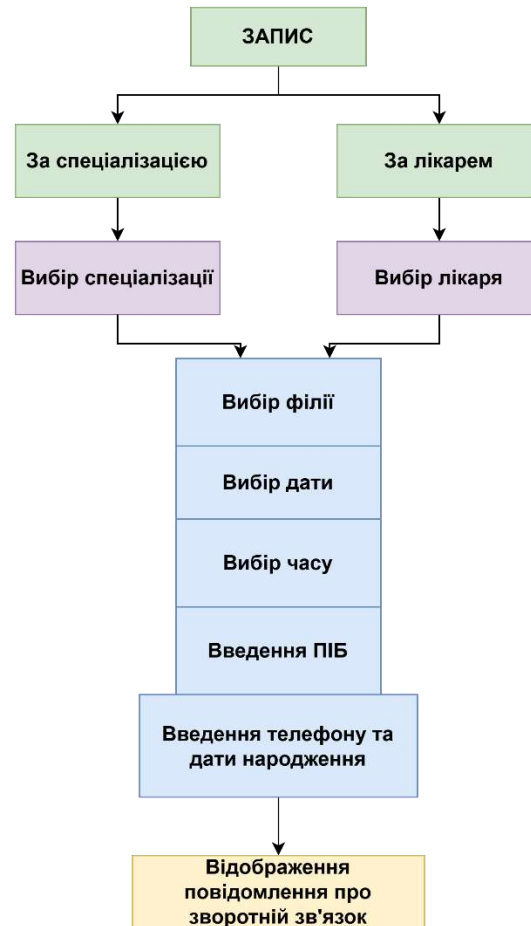 ЗАПИС
За спеціалізацією
За лікарем
Вибір спеціалізації
Вибір лікаря
Вибір філії
Вибір дати
Вибір часу
Введення ПІБ
Введення телефону та
дати народження
Відображення
повідомлення про
зворотній зв'язок